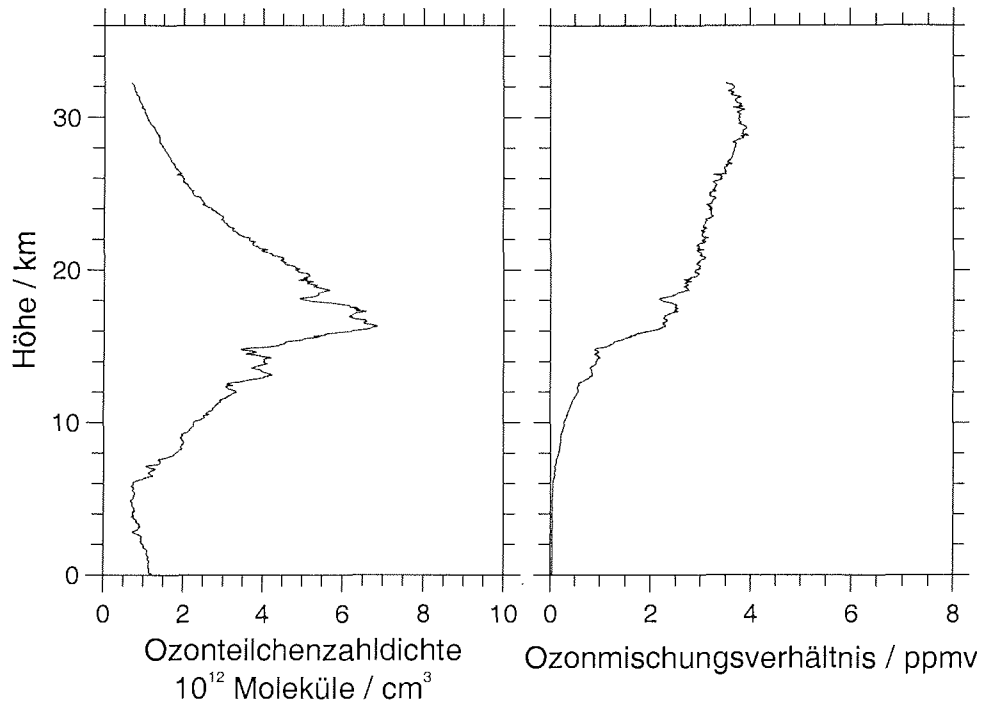 Höhe / km
30
20
10
0
0 2 4 6 8 10
Ozonteilchenzahldichte
10¹² Moleküle / cm³
0 2 4 6 8
Ozonmischungsverhältnis / ppmv